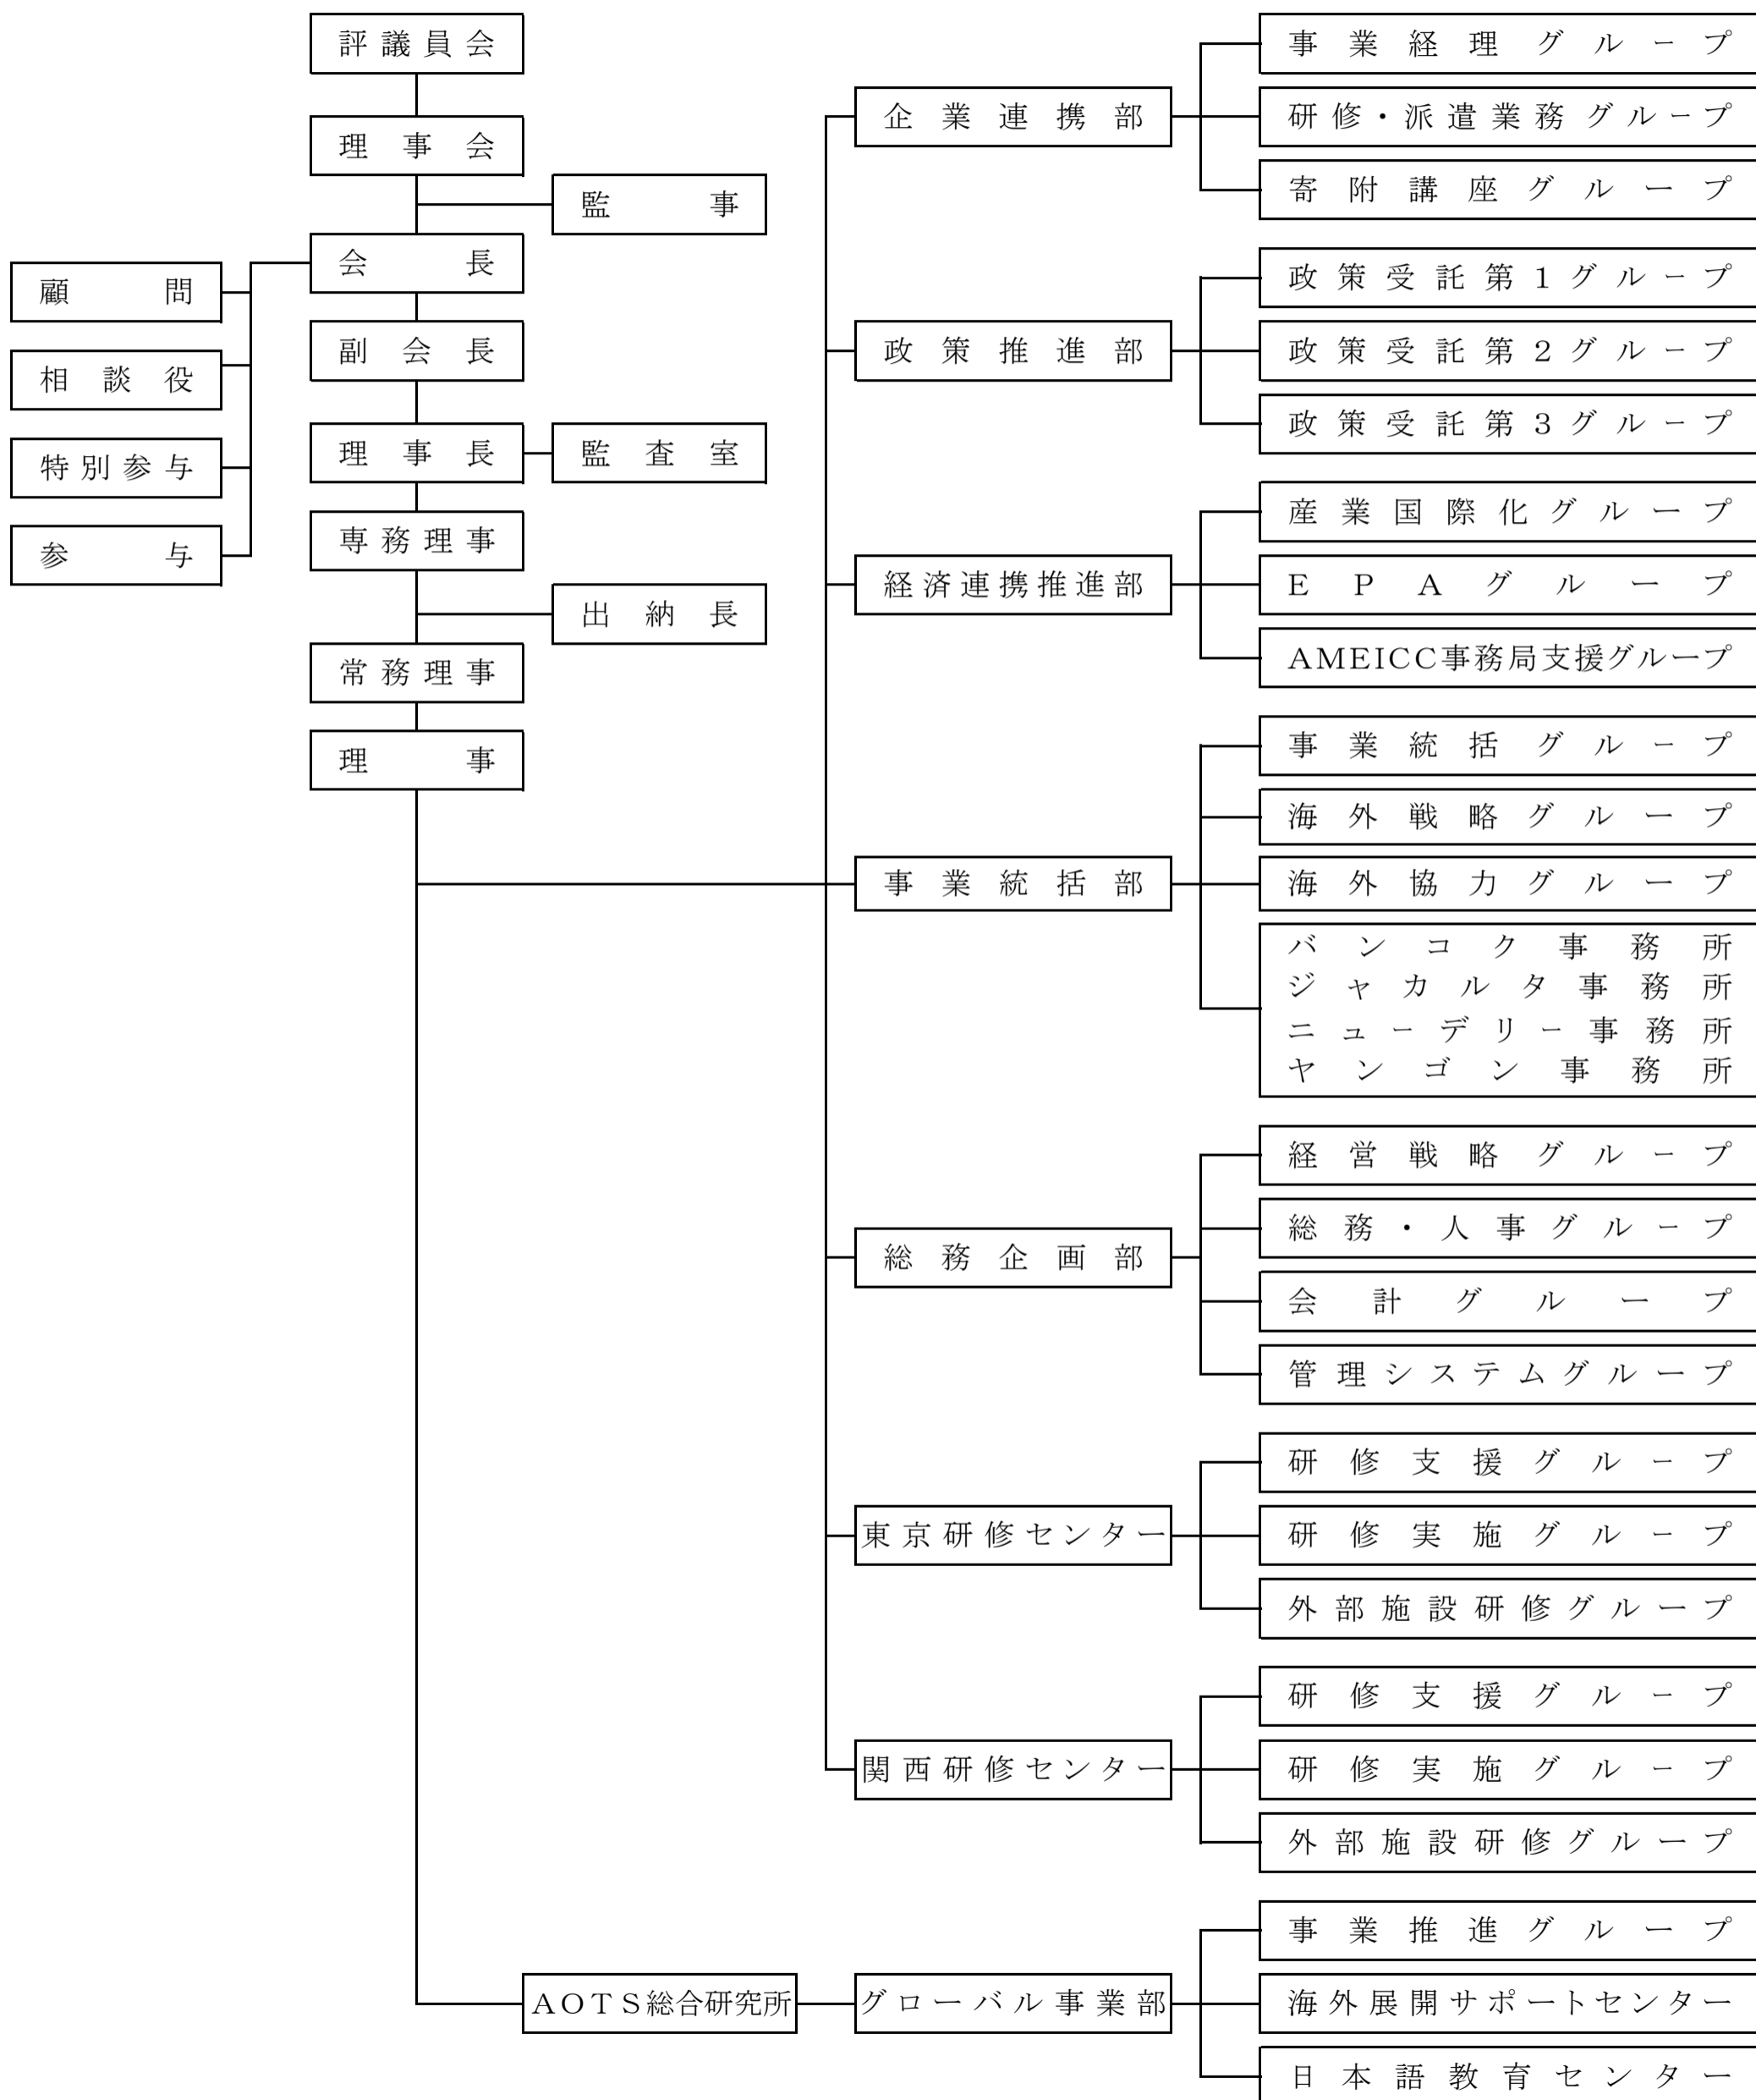 評議員会
理事会
監事
会長
顧問
相談役
特別参与
参与
副会長
理事長
監査室
専務理事
出納長
常務理事
理事
企業連携部
事業経理グループ
研修・派遣業務グループ
寄附講座グループ
政策推進部
政策受託第1グループ
政策受託第2グループ
政策受託第3グループ
経済連携推進部
産業国際化グループ
EPAグループ
AMEICC事務局支援グループ
事業統括部
事業統括グループ
海外戦略グループ
海外協力グループ
バンコク事務所
ジャカルタ事務所
ニューデリー事務所
ヤンゴン事務所
総務企画部
経営戦略グループ
総務・人事グループ
会計グループ
管理システムグループ
東京研修センター
研修支援グループ
研修実施グループ
外部施設研修グループ
関西研修センター
研修支援グループ
研修実施グループ
外部施設研修グループ
AOTS総合研究所
グローバル事業部
事業推進グループ
海外展開サポートセンター
日本語教育センター